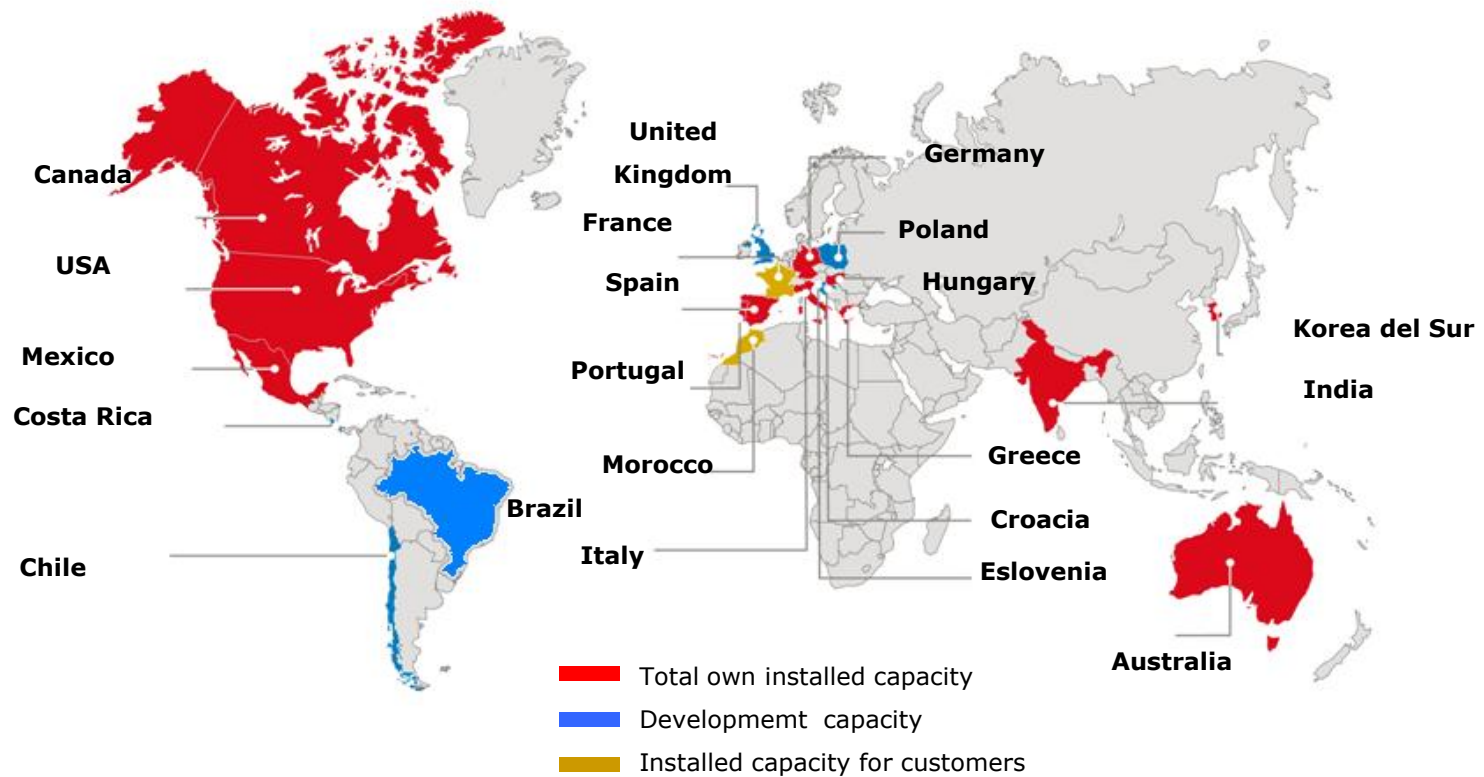 United
Kingdom
Germany
Canada
France
Poland
USA
Spain
Hungary
Korea del Sur
Mexico
Portugal
India
Costa Rica
Morocco
Greece
Brazil
Croacia
Italy
Chile
Eslovenia
Australia
Total own installed capacity
Developmemt capacity
Installed capacity for customers